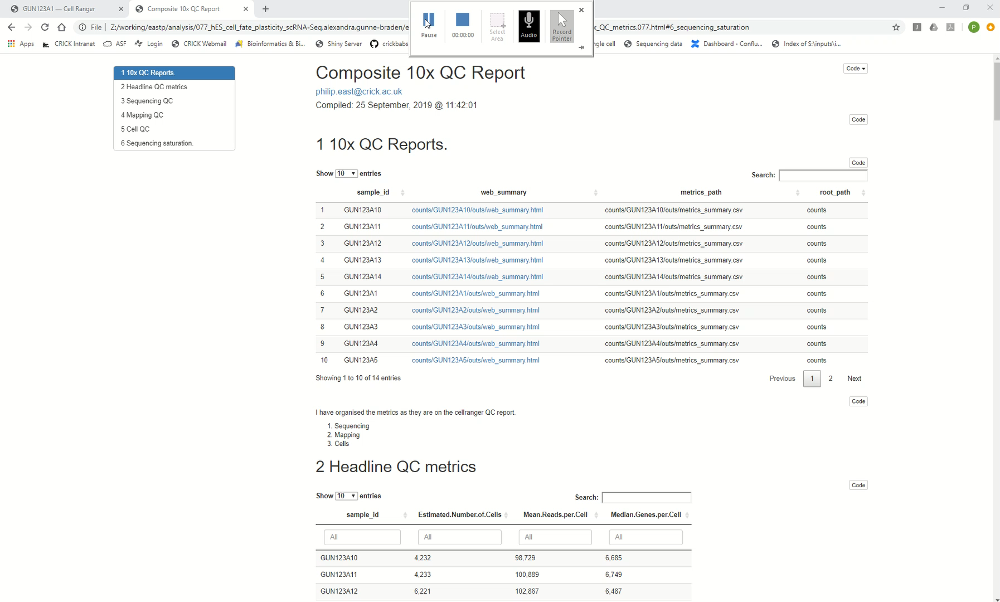 GUN123A1 — Cell Ranger
Composite 10x QC Report
File Z:/working/eastp/analysis/077_hES_cell_fate_plasticity_scRNA-Seq.alexandra.gunne-braden/e
x_QC_metrics.077.html#6_sequencing_saturation
J
P
Pause
00:00:00
Select
Area
Audio
Record
Pointer
Apps
CRICK Intranet
ASF
Login
CRICK Webmail
Bioinformatics & Bi...
Shiny Server
crickbabs
gle cell
Sequencing data
Dashboard - Conflu...
Index of S:\inputs\i...
1 10x QC Reports.
2 Headline QC metrics
3 Sequencing QC
4 Mapping QC
5 Cell QC
6 Sequencing saturation.
Composite 10x QC Report
Code
philip.east@crick.ac.uk
Compiled: 25 September, 2019 @ 11:42:01
Code
1 10x QC Reports.
Code
Show 10 entries
Search:
sample_id web_summary metrics_path root_path
1 GUN123A10 counts/GUN123A10/outs/web_summary.html counts/GUN123A10/outs/metrics_summary.csv counts
2 GUN123A11 counts/GUN123A11/outs/web_summary.html counts/GUN123A11/outs/metrics_summary.csv counts
3 GUN123A12 counts/GUN123A12/outs/web_summary.html counts/GUN123A12/outs/metrics_summary.csv counts
4 GUN123A13 counts/GUN123A13/outs/web_summary.html counts/GUN123A13/outs/metrics_summary.csv counts
5 GUN123A14 counts/GUN123A14/outs/web_summary.html counts/GUN123A14/outs/metrics_summary.csv counts
6 GUN123A1 counts/GUN123A1/outs/web_summary.html counts/GUN123A1/outs/metrics_summary.csv counts
7 GUN123A2 counts/GUN123A2/outs/web_summary.html counts/GUN123A2/outs/metrics_summary.csv counts
8 GUN123A3 counts/GUN123A3/outs/web_summary.html counts/GUN123A3/outs/metrics_summary.csv counts
9 GUN123A4 counts/GUN123A4/outs/web_summary.html counts/GUN123A4/outs/metrics_summary.csv counts
10 GUN123A5 counts/GUN123A5/outs/web_summary.html counts/GUN123A5/outs/metrics_summary.csv counts
Showing 1 to 10 of 14 entries
Previous 1 2 Next
Code
I have organised the metrics as they are on the cellranger QC report.
1. Sequencing
2. Mapping
3. Cells
2 Headline QC metrics
Code
Show 10 entries
Search:
sample_id Estimated.Number.of.Cells Mean.Reads.per.Cell Median.Genes.per.Cell
All All All All
GUN123A10 4,232 98,729 6,685
GUN123A11 4,233 100,889 6,749
GUN123A12 6,221 102,867 6,487